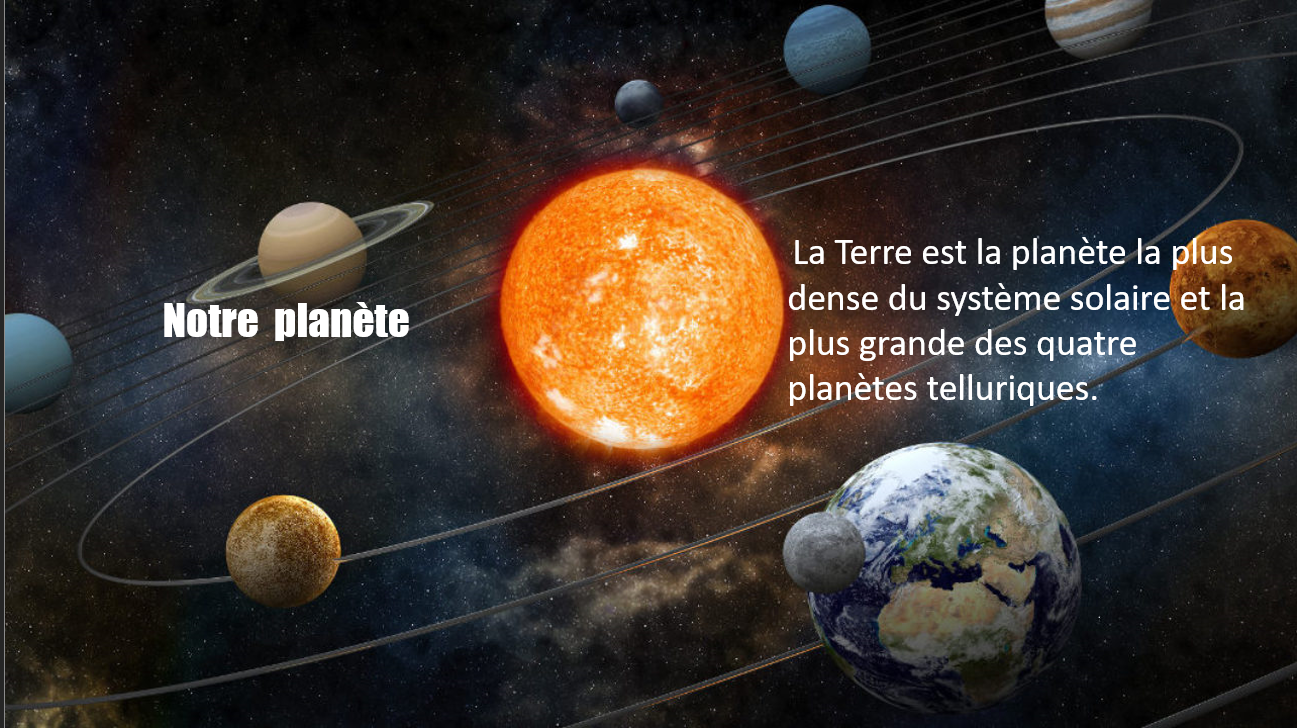 Notre planète
La Terre est la planète la plus
dense du système solaire et la
plus grande des quatre
planètes telluriques.